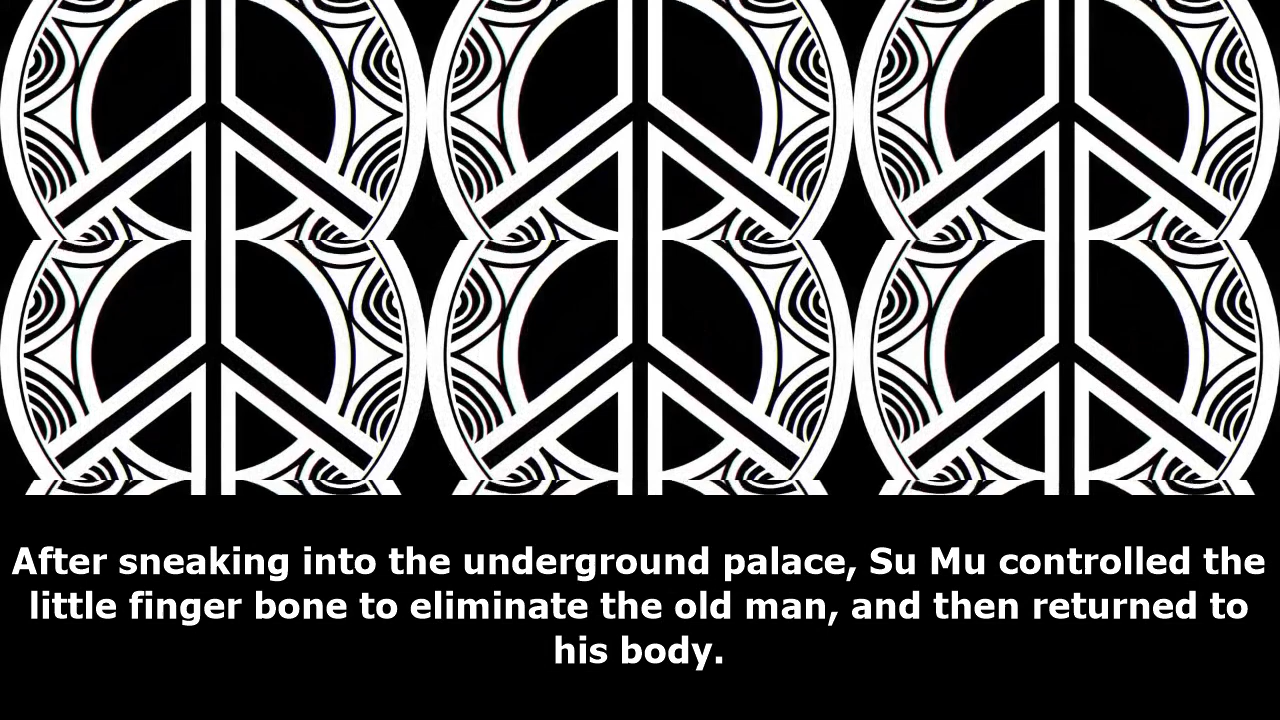 After sneaking into the underground palace, Su Mu controlled the
little finger bone to eliminate the old man, and then returned to
his body.